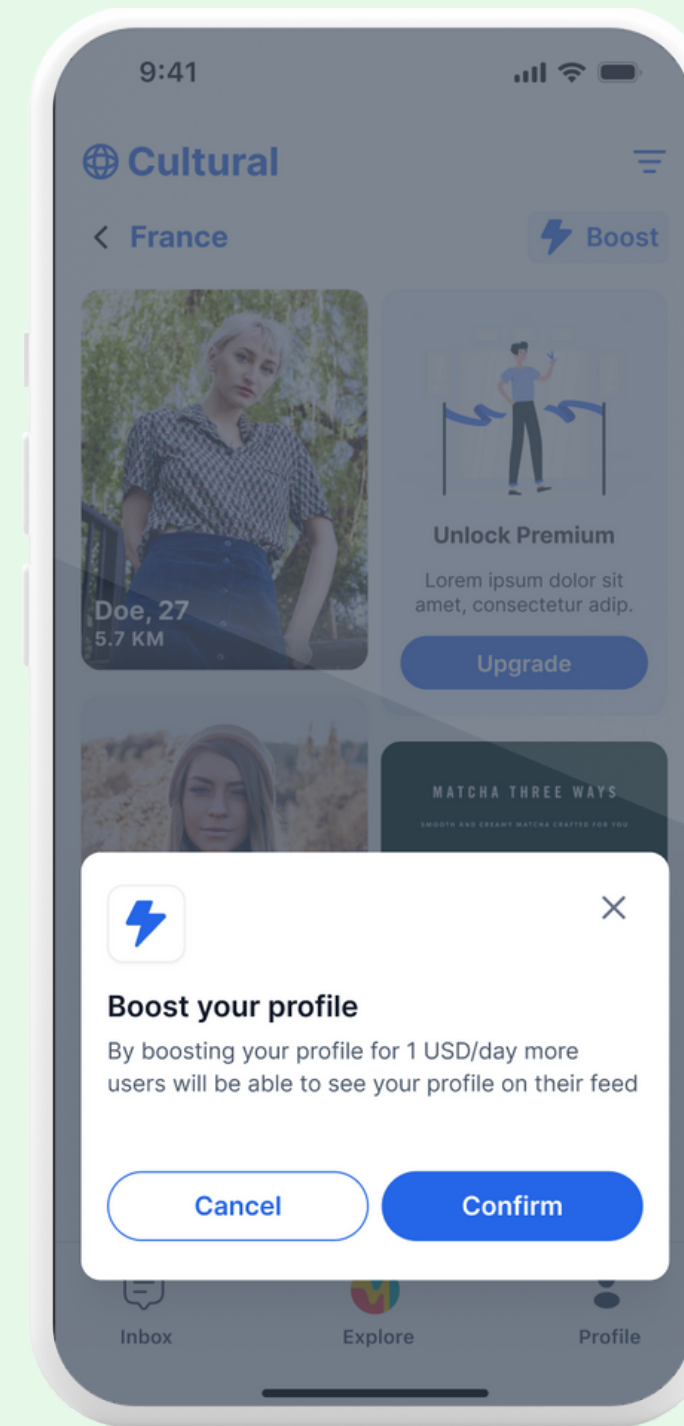 9:41
Cultural
France
Boost
Doe, 27
5.7 KM
Unlock Premium
Lorem ipsum dolor sit
amet, consectetur adip.
Upgrade
MATCHA THREE WAYS
SMOOTH AND CREAMY MATCHA CRAFTED FOR YOU
Boost your profile
By boosting your profile for 1 USD/day more
users will be able to see your profile on their feed
Cancel
Confirm
Inbox
Explore
Profile